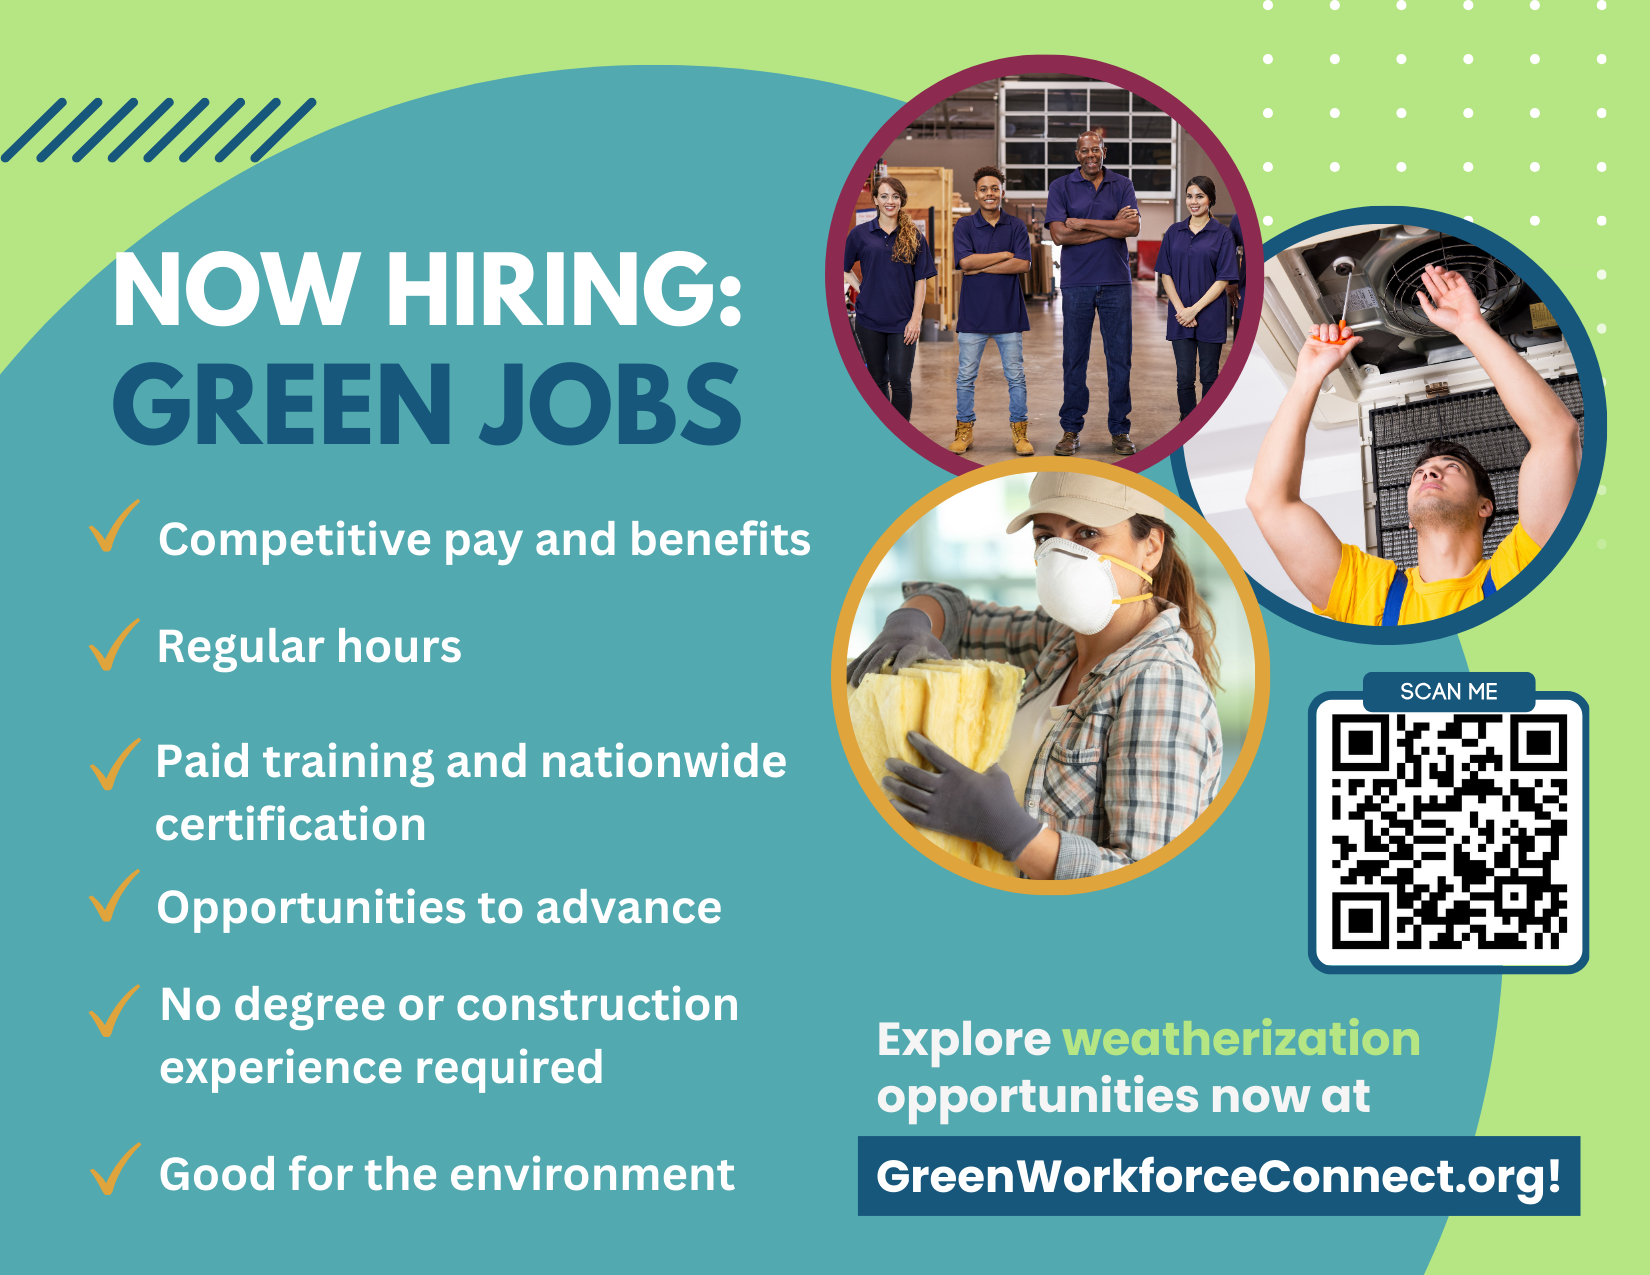 NOW HIRING:
GREEN JOBS
Competitive pay and benefits
Regular hours
Paid training and nationwide
certification
Opportunities to advance
No degree or construction
experience required
Good for the environment
SCAN ME
Explore weatherization
opportunities now at
GreenWorkforceConnect.org!